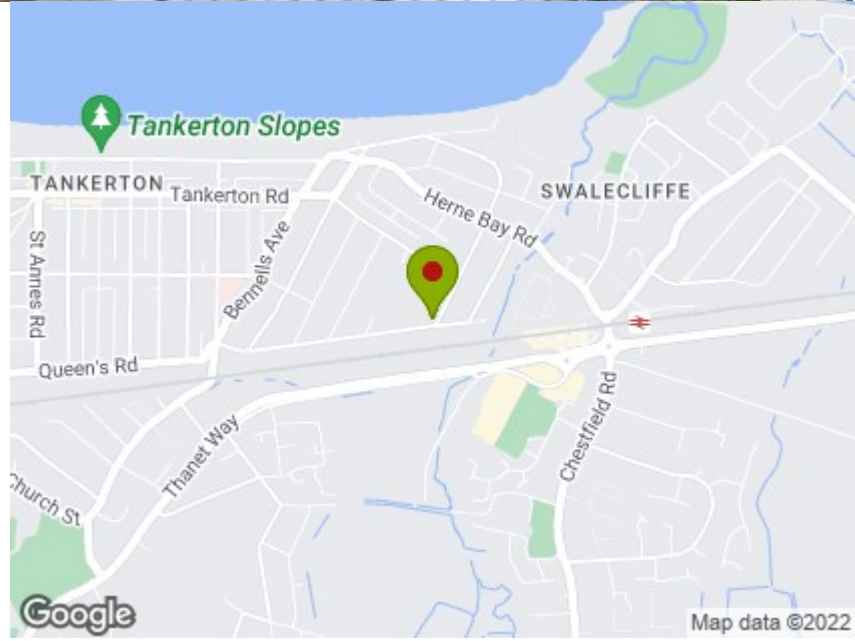 Tankerton Slopes
TANKERTON
Tankerton Rd
SWALECLIFFE
Herne Bay Rd
St Annes Rd
Bennells Ave
Queen's Rd
Thanet Way
Chestfield Rd
Church St
Google
Map data ©2022